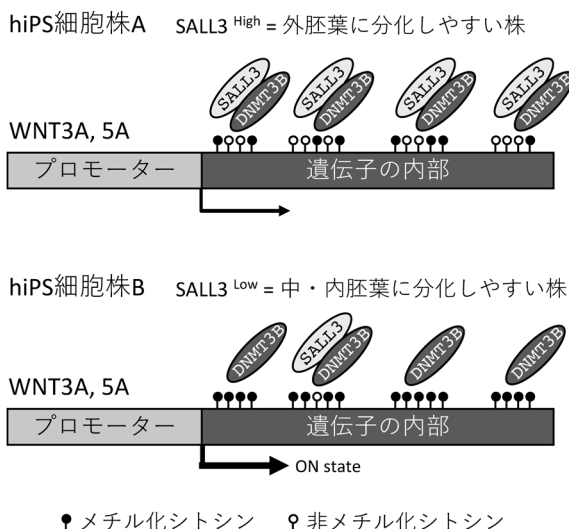 hiPS細胞株A SALL3 High = 外胚葉に分化しやすい株
SALL3 DNMT3B SALL3 DNMT3B SALL3 DNMT3B SALL3 DNMT3B
WNT3A, 5A
プロモーター 遺伝子の内部
hiPS細胞株B SALL3 Low = 中・内胚葉に分化しやすい株
DNMT3B SALL3 DNMT3B DNMT3B DNMT3B
WNT3A, 5A
プロモーター 遺伝子の内部
ON state
メチル化シトシン 非メチル化シトシン